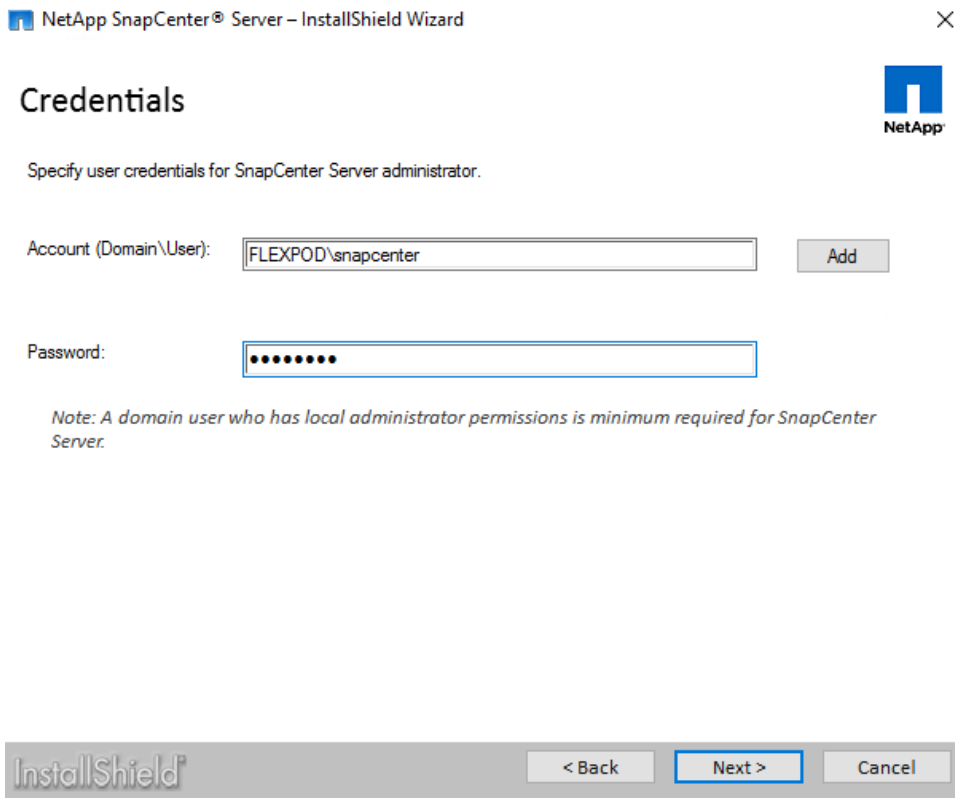 NetApp SnapCenter® Server – InstallShield Wizard
Credentials
NetApp
Specify user credentials for SnapCenter Server administrator.
Account (Domain\User):
FLEXPOD\snapcenter
Add
Password:
●●●●●●●●
Note: A domain user who has local administrator permissions is minimum required for SnapCenter
Server.
InstallShield
< Back
Next >
Cancel